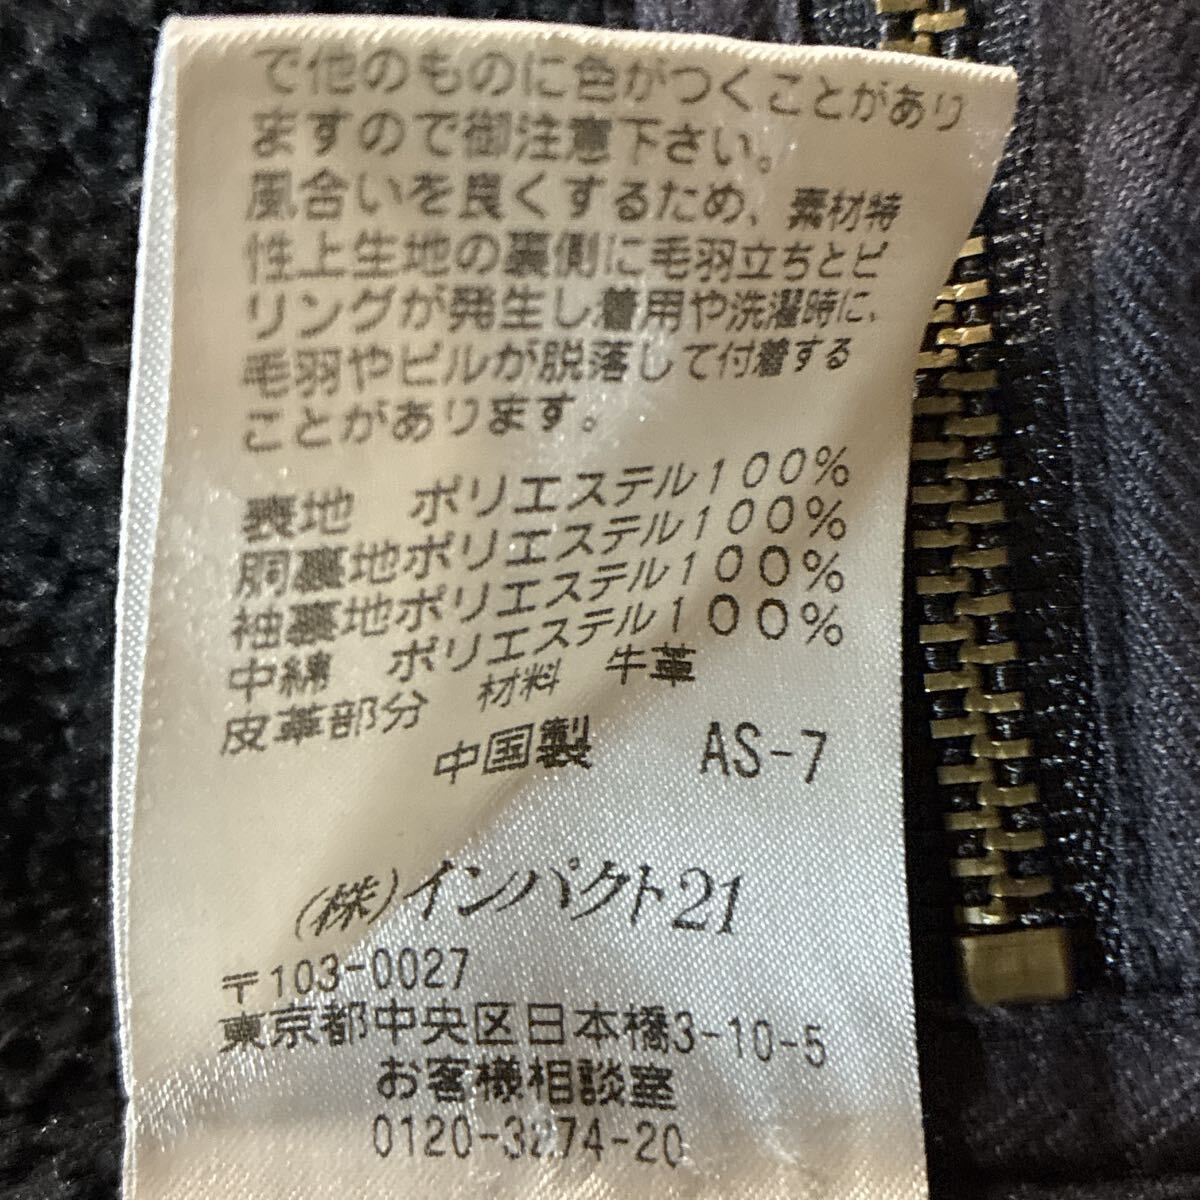 で他のものに色がつくことがあり
ますので御注意下さい。
風合いを良くするため、素材特
性上生地の裏側に毛羽立ちとピ
リングが発生し着用や洗濯時に、
毛羽やピルが脱落して付着する
ことがあります。
表地 ポリエステル100%
胴裏地ポリエステル100%
袖裏地ポリエステル100%
中綿 ポリエステル100%
皮革部分 材料 牛革
中国製 AS-7
(株)インパクト21
〒103-0027
東京都中央区日本橋3-10-5
お客様相談室
0120-3274-20